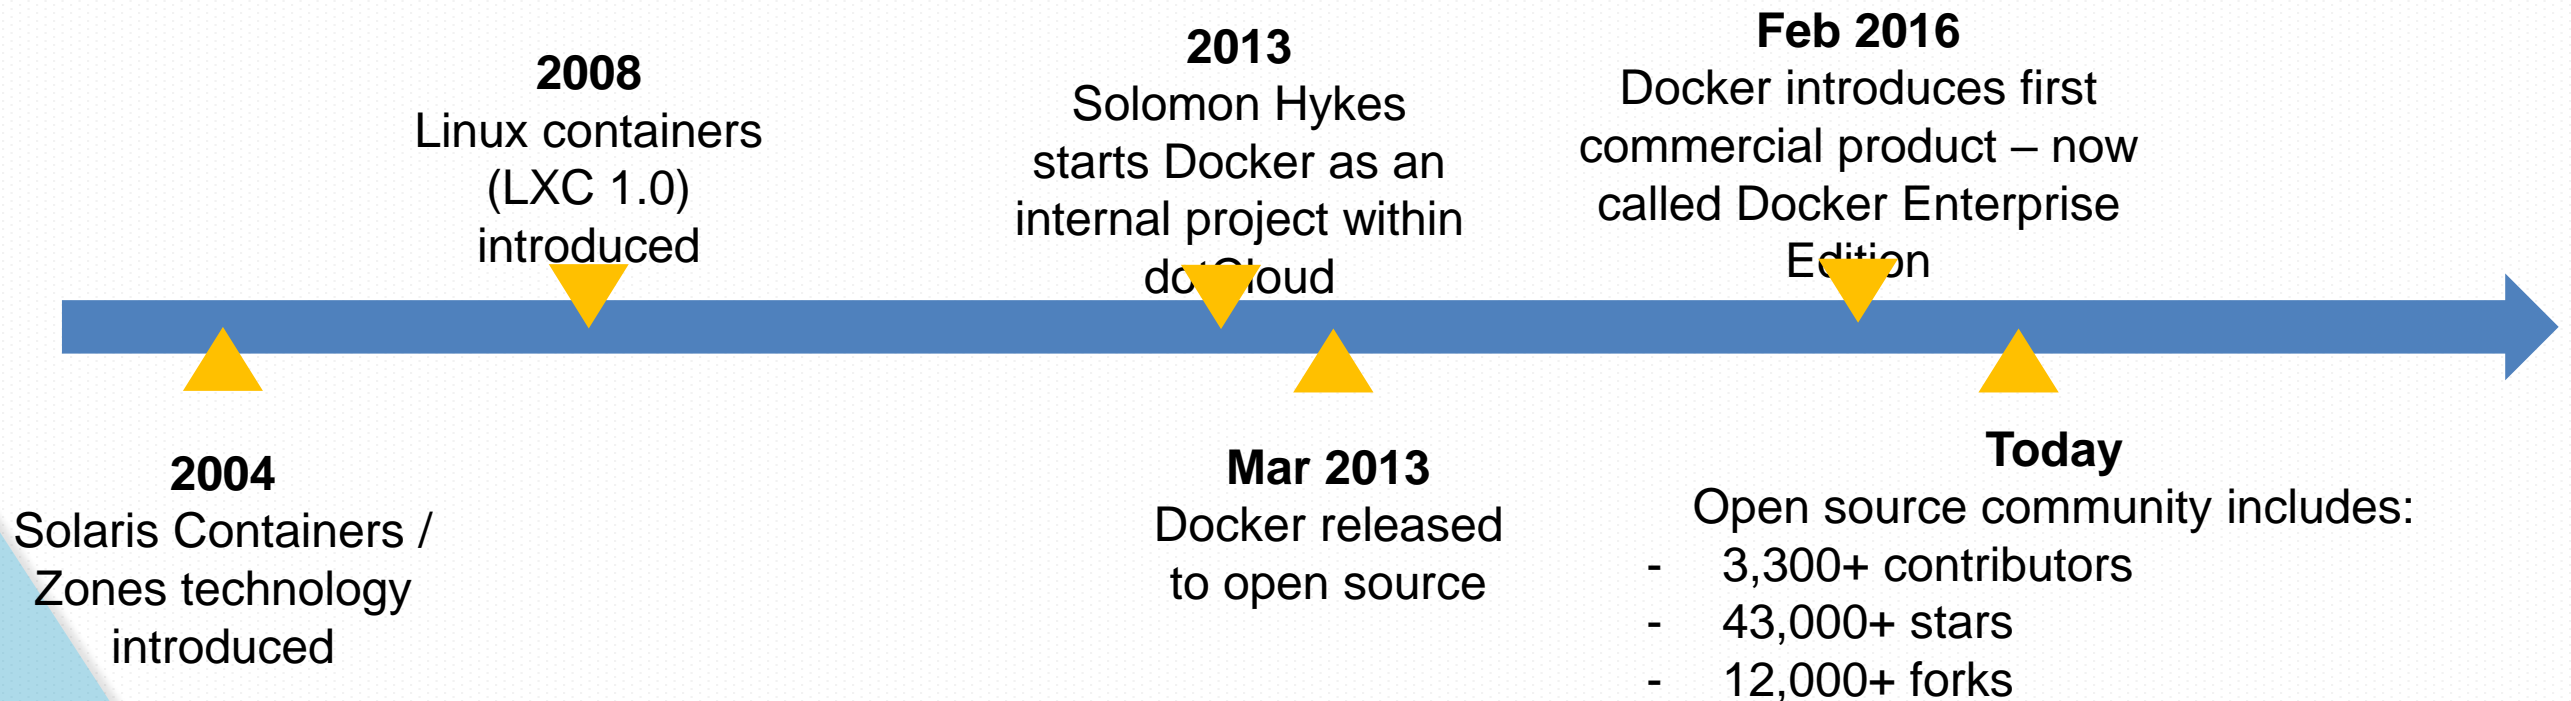 2008
Linux containers
(LXC 1.0)
introduced
2013
Solomon Hykes
starts Docker as an
internal project within
dotCloud
Feb 2016
Docker introduces first
commercial product – now
called Docker Enterprise
Edition
2004
Solaris Containers /
Zones technology
introduced
Mar 2013
Docker released
to open source
Today
Open source community includes:
- 3,300+ contributors
- 43,000+ stars
- 12,000+ forks